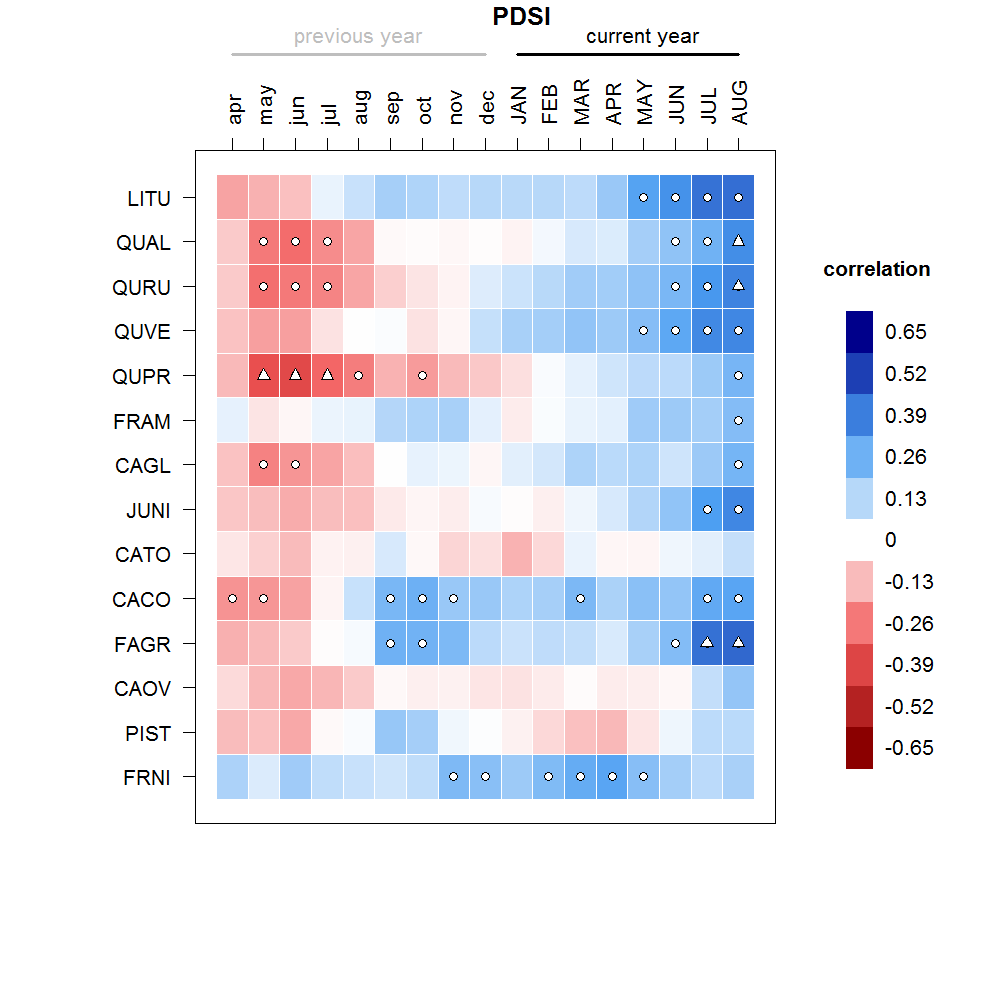 PDSI
previous year current year
apr may jun jul aug sep oct nov dec JAN FEB MAR APR MAY JUN JUL AUG
LITU
QUAL
QURU
QUVE
QUPR
FRAM
CAGL
JUNI
CATO
CACO
FAGR
CAOV
PIST
FRNI
correlation
0.65
0.52
0.39
0.26
0.13
0
-0.13
-0.26
-0.39
-0.52
-0.65